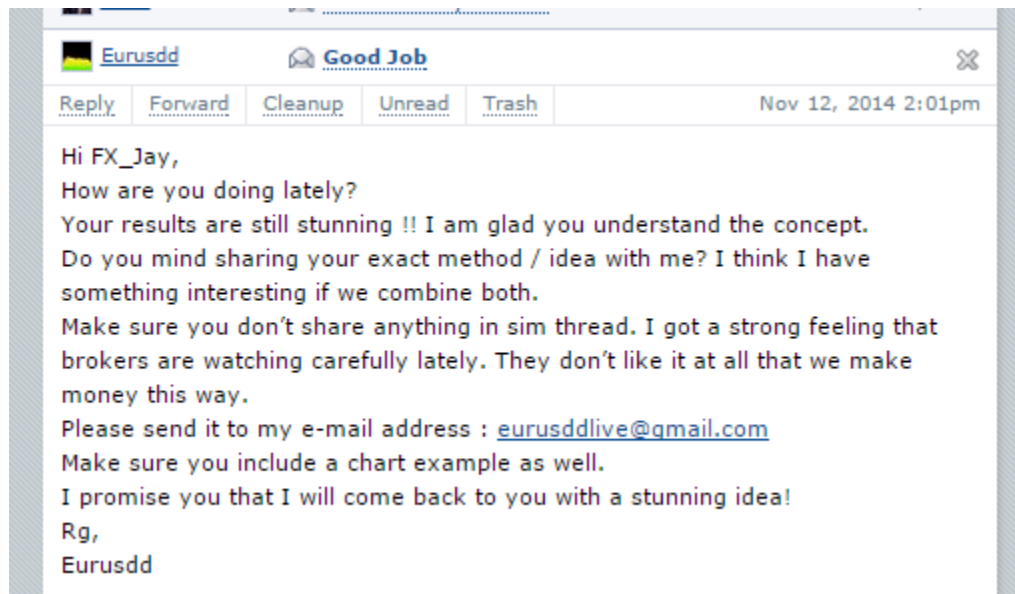 Eurusdd Good Job
Reply Forward Cleanup Unread Trash Nov 12, 2014 2:01pm
Hi FX_Jay,
How are you doing lately?
Your results are still stunning !! I am glad you understand the concept.
Do you mind sharing your exact method / idea with me? I think I have
something interesting if we combine both.
Make sure you don’t share anything in sim thread. I got a strong feeling that
brokers are watching carefully lately. They don’t like it at all that we make
money this way.
Please send it to my e-mail address : eurusddlive@gmail.com
Make sure you include a chart example as well.
I promise you that I will come back to you with a stunning idea!
Rg,
Eurusdd